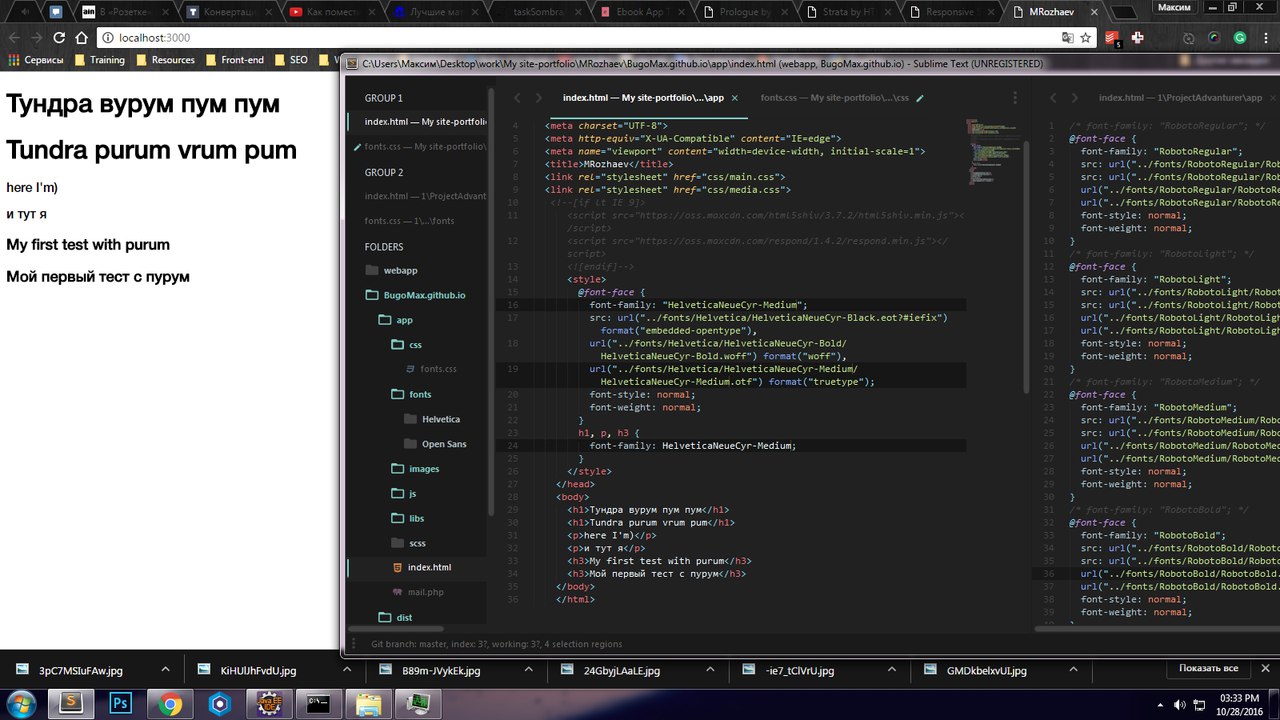 В «Розетке»
Конвертаци
Как помест
Лучшие мат
taskSombra
Ebook App T
Prologue by
Strata by HT
Responsive
MRozhaev
Максим
localhost:3000
Сервисы
Training
Resources
Front-end
SEO
Тундра вурум пум пум
Tundra purum vrum pum
here I'm)
и тут я
My first test with purum
Мой первый тест с пурум
C:\Users\Максим\Desktop\work\My site-portfolio\MRozhaev\BugoMax.github.io\app\index.html (webapp, BugoMax.github.io) - Sublime Text (UNREGISTERED)
GROUP 1
index.html — My site-portfolio
fonts.css — My site-portfolio\
GROUP 2
index.html — 1\ProjectAdvant
fonts.css — 1\...\fonts
FOLDERS
webapp
BugoMax.github.io
app
css
fonts.css
fonts
Helvetica
Open Sans
images
js
libs
scss
index.html
mail.php
dist
index.html — My site-portfolio\...\app
fonts.css — My site-portfolio\...\css
index.html — 1\ProjectAdvanturer\app
4 <meta charset="UTF-8">
5 <meta http-equiv="X-UA-Compatible" content="IE=edge">
6 <meta name="viewport" content="width=device-width, initial-scale=1">
7 <title>MRozhaev</title>
8 <link rel="stylesheet" href="css/main.css">
9 <link rel="stylesheet" href="css/media.css">
10 <!--[if lt IE 9]>
11 <script src="https://oss.maxcdn.com/html5shiv/3.7.2/html5shiv.min.js"><
/script>
12 <script src="https://oss.maxcdn.com/respond/1.4.2/respond.min.js"></
script>
13 <![endif]-->
14 <style>
15 @font-face {
16 font-family: "HelveticaNeueCyr-Medium";
17 src: url("../fonts/Helvetica/HelveticaNeueCyr-Black.eot?#iefix")
format("embedded-opentype"),
18 url("../fonts/Helvetica/HelveticaNeueCyr-Bold/
HelveticaNeueCyr-Bold.woff") format("woff"),
19 url("../fonts/Helvetica/HelveticaNeueCyr-Medium/
HelveticaNeueCyr-Medium.otf") format("truetype");
20 font-style: normal;
21 font-weight: normal;
22 }
23 h1, p, h3 {
24 font-family: HelveticaNeueCyr-Medium;
25 }
26 </style>
27 </head>
28 <body>
29 <h1>Тундра вурум пум пум</h1>
30 <h1>Tundra purum vrum pum</h1>
31 <p>here I'm)</p>
32 <p>и тут я</p>
33 <h3>My first test with purum</h3>
34 <h3>Мой первый тест с пурум</h3>
35 </body>
36 </html>
1 /* font-family: "RobotoRegular"; */
2 @font-face {
3 font-family: "RobotoRegular";
4 src: url("../fonts/RobotoRegular/Rob
5 src: url("../fonts/RobotoRegular/Rob
6 url("../fonts/RobotoRegular/RobotoRe
7 url("../fonts/RobotoRegular/RobotoRe
8 font-style: normal;
9 font-weight: normal;
10 }
11 /* font-family: "RobotoLight"; */
12 @font-face {
13 font-family: "RobotoLight";
14 src: url("../fonts/RobotoLight/Robo
15 src: url("../fonts/RobotoLight/Robo
16 url("../fonts/RobotoLight/RobotoLig
17 url("../fonts/RobotoLight/RobotoLig
18 font-style: normal;
19 font-weight: normal;
20 }
21 /* font-family: "RobotoMedium"; */
22 @font-face {
23 font-family: "RobotoMedium";
24 src: url("../fonts/RobotoMedium/Rob
25 src: url("../fonts/RobotoMedium/Rob
26 url("../fonts/RobotoMedium/RobotoMe
27 url("../fonts/RobotoMedium/RobotoMe
28 font-style: normal;
29 font-weight: normal;
30 }
31 /* font-family: "RobotoBold"; */
32 @font-face {
33 font-family: "RobotoBold";
34 src: url("../fonts/RobotoBold/Robot
35 src: url("../fonts/RobotoBold/Robot
36 url("../fonts/RobotoBold/RobotoBold
37 url("../fonts/RobotoBold/RobotoBold
38 font-style: normal;
39 font-weight: normal;
Git branch: master, index: 3?, working: 3?, 4 selection regions
3pC7MSIuFAw.jpg
KiHUlJhFvdU.jpg
B89m-JVykEk.jpg
24GbyjLAaLE.jpg
-ie7_tCIVrU.jpg
GMDkbelxvUI.jpg
Показать все
03:33 PM
10/28/2016